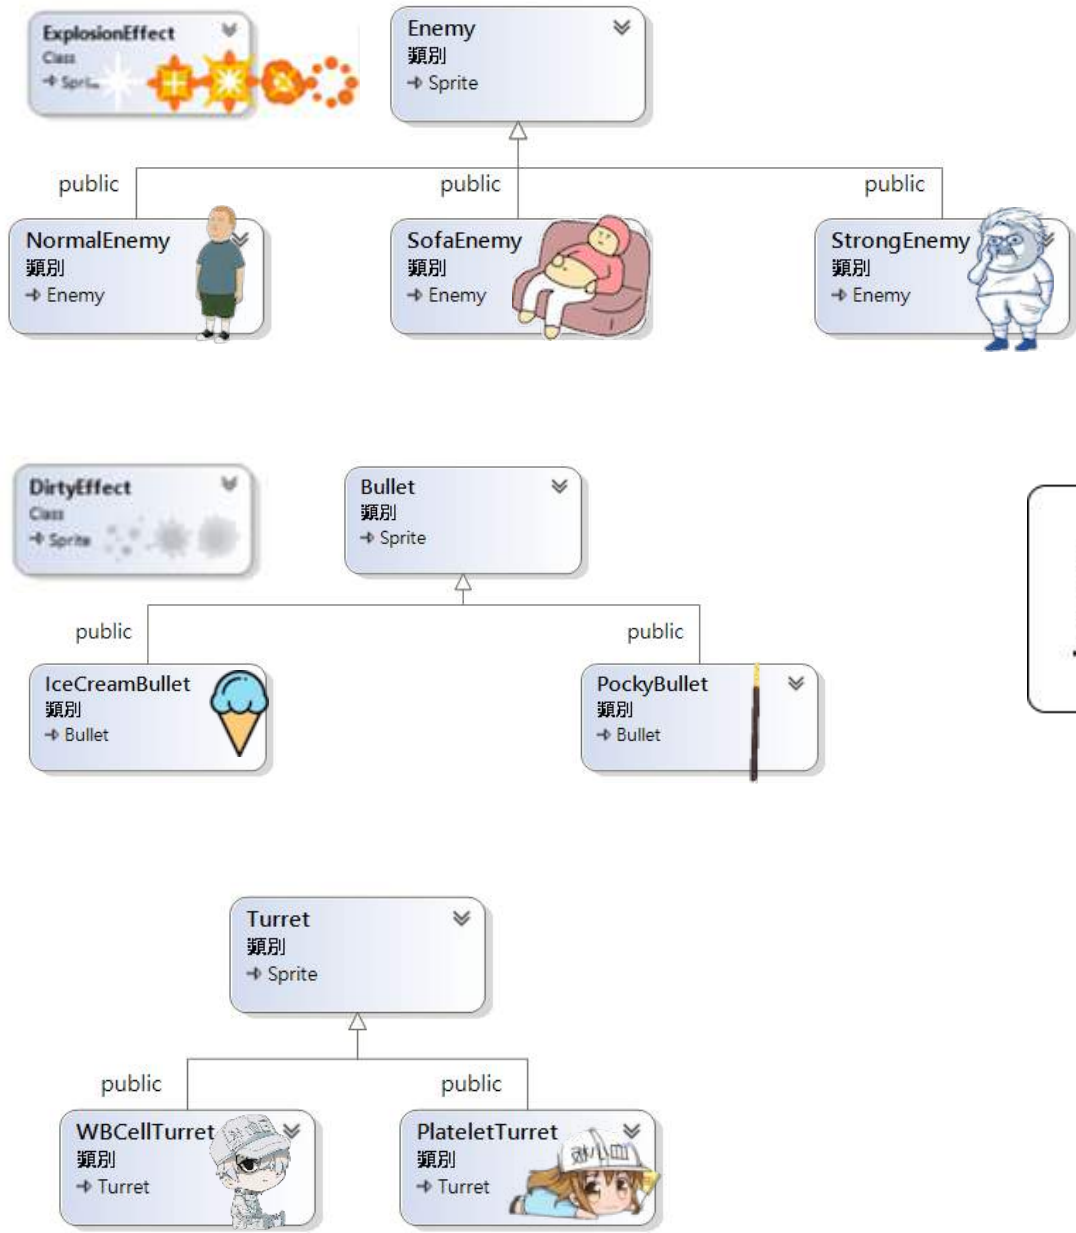 ExplosionEffect
Class
Spri...
Enemy
類別
Sprite
public
public
public
NormalEnemy
類別
Enemy
SofaEnemy
類別
Enemy
StrongEnemy
類別
Enemy
DirtyEffect
Class
Sprite
Bullet
類別
Sprite
public
public
IceCreamBullet
類別
Bullet
PockyBullet
類別
Bullet
Turret
類別
Sprite
public
public
WBCellTurret
類別
Turret
PlateletTurret
類別
Turret